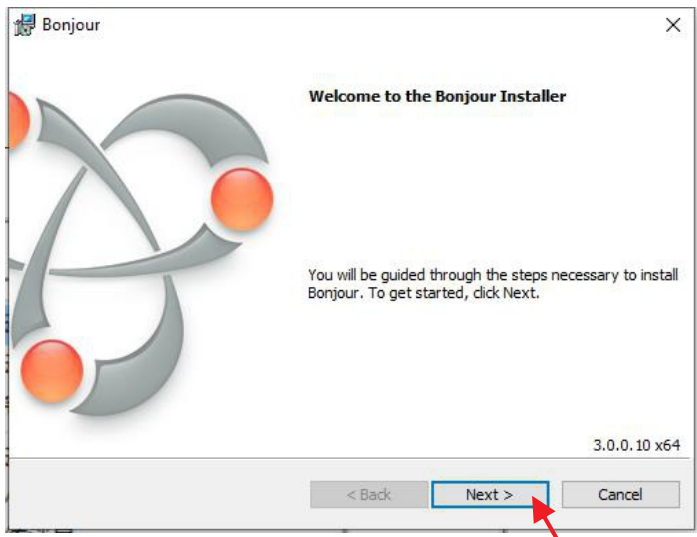 Bonjour
Welcome to the Bonjour Installer
You will be guided through the steps necessary to install
Bonjour. To get started, click Next.
3.0.0.10 x64
< Back
Next >
Cancel